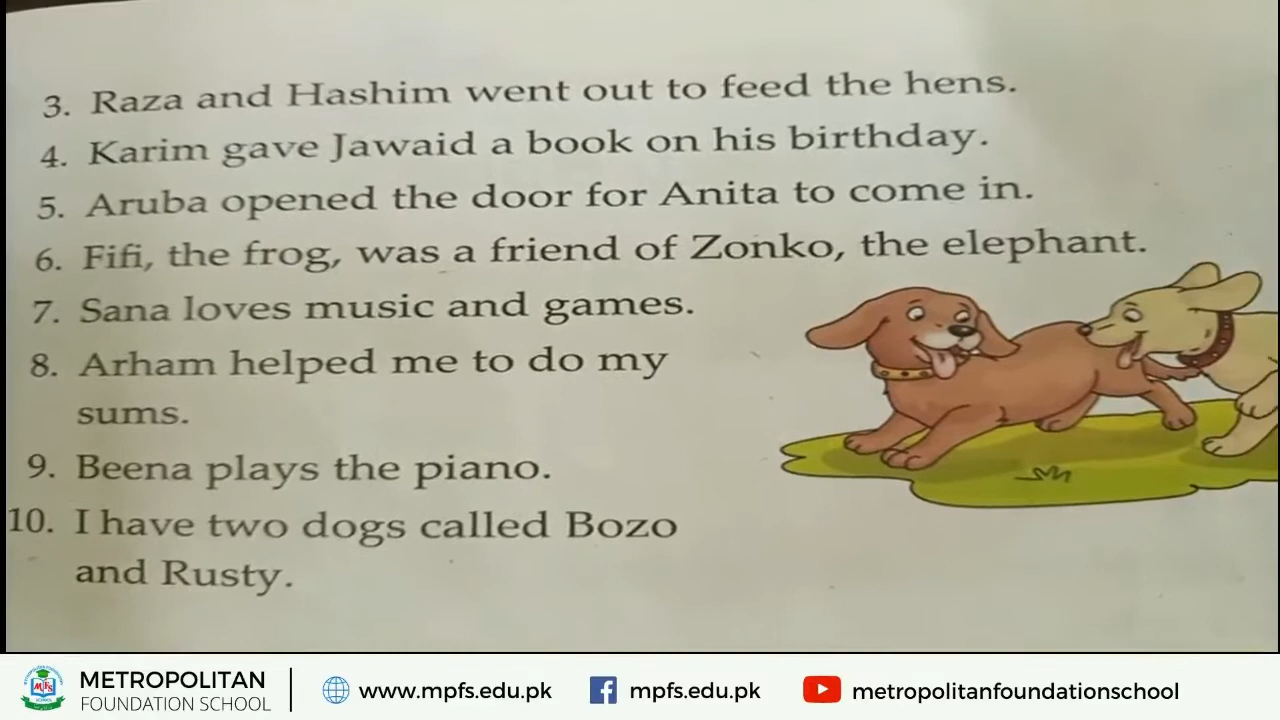 3. Raza and Hashim went out to feed the hens.
4. Karim gave Jawaid a book on his birthday.
5. Aruba opened the door for Anita to come in.
6. Fifi, the frog, was a friend of Zonko, the elephant.
7. Sana loves music and games.
8. Arham helped me to do my
sums.
9. Beena plays the piano.
10. I have two dogs called Bozo
and Rusty.
METROPOLITAN
FOUNDATION SCHOOL
www.mpfs.edu.pk
mpfs.edu.pk
metropolitanfoundationschool